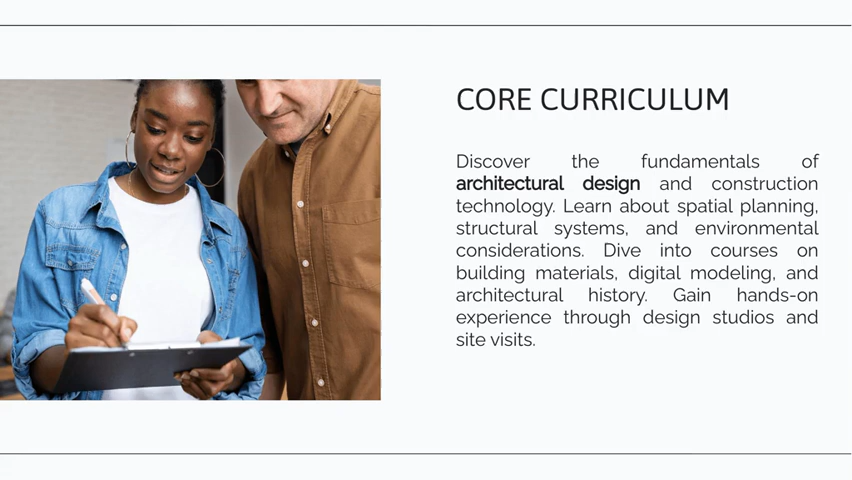 CORE CURRICULUM
Discover the fundamentals of
architectural design and construction
technology. Learn about spatial planning,
structural systems, and environmental
considerations. Dive into courses on
building materials, digital modeling, and
architectural history. Gain hands-on
experience through design studios and
site visits.